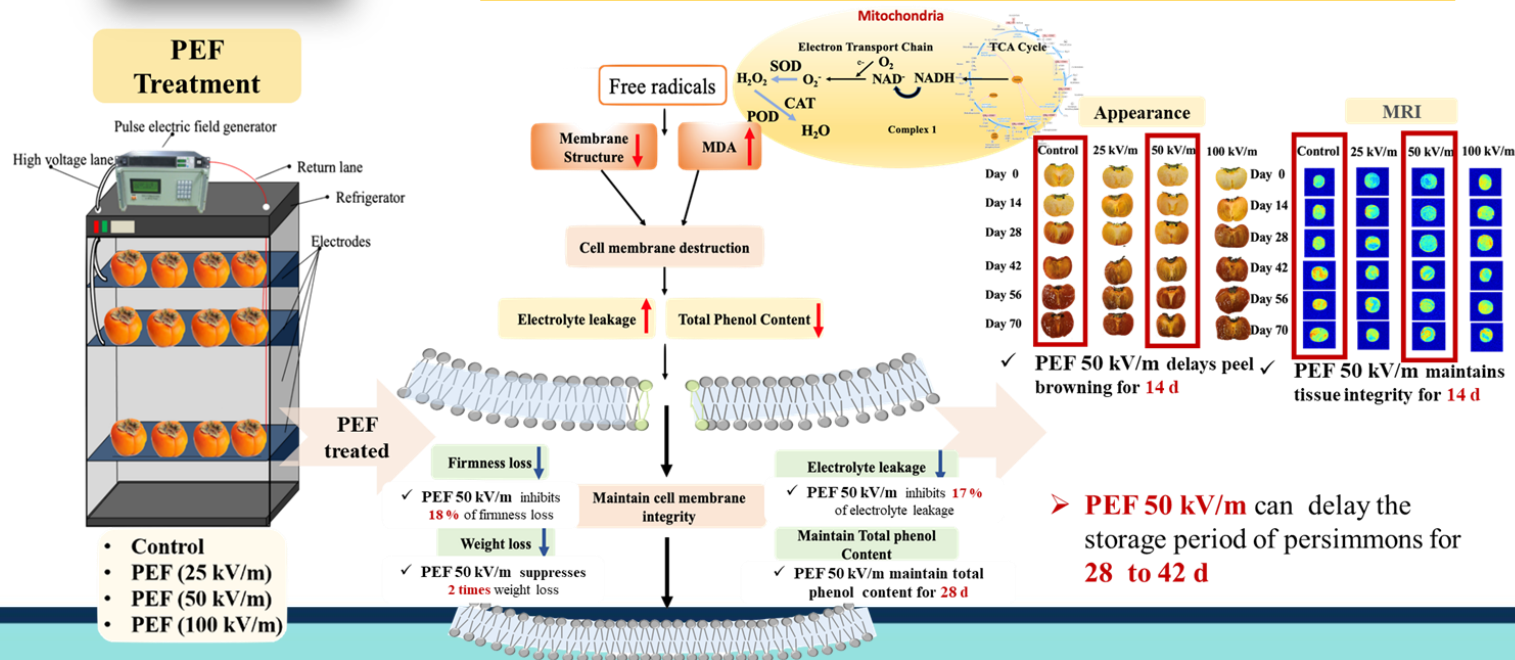 PEF
Treatment
Pulse electric field generator
High voltage lane
Return lane
Refrigerator
Electrodes
• Control
• PEF (25 kV/m)
• PEF (50 kV/m)
• PEF (100 kV/m)
PEF
treated
Mitochondria
Electron Transport Chain
TCA Cycle
SOD
e-
O₂
H₂O₂
O₂⁻
NAD⁻
NADH
CAT
POD
H₂O
Complex 1
Free radicals
Membrane
Structure
MDA
Cell membrane destruction
Electrolyte leakage
Total Phenol Content
Firmness loss
✓ PEF 50 kV/m inhibits
18 % of firmness loss
Weight loss
✓ PEF 50 kV/m suppresses
2 times weight loss
Maintain cell membrane
integrity
Electrolyte leakage
✓ PEF 50 kV/m inhibits 17 %
of electrolyte leakage
Maintain Total phenol
Content
✓ PEF 50 kV/m maintain total
phenol content for 28 d
Appearance
Control 25 kV/m 50 kV/m 100 kV/m
Day 0
Day 14
Day 28
Day 42
Day 56
Day 70
✓ PEF 50 kV/m delays peel
browning for 14 d
MRI
Control 25 kV/m 50 kV/m 100 kV/m
Day 0
Day 14
Day 28
Day 42
Day 56
Day 70
✓ PEF 50 kV/m maintains
tissue integrity for 14 d
➢ PEF 50 kV/m can delay the
storage period of persimmons for
28 to 42 d